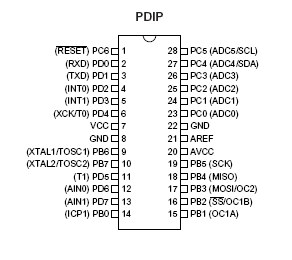 PDIP
(RESET) PC6 1 28 PC5 (ADC5/SCL)
(RXD) PD0 2 27 PC4 (ADC4/SDA)
(TXD) PD1 3 26 PC3 (ADC3)
(INT0) PD2 4 25 PC2 (ADC2)
(INT1) PD3 5 24 PC1 (ADC1)
(XCK/T0) PD4 6 23 PC0 (ADC0)
VCC 7 22 GND
GND 8 21 AREF
(XTAL1/TOSC1) PB6 9 20 AVCC
(XTAL2/TOSC2) PB7 10 19 PB5 (SCK)
(T1) PD5 11 18 PB4 (MISO)
(AIN0) PD6 12 17 PB3 (MOSI/OC2)
(AIN1) PD7 13 16 PB2 (SS/OC1B)
(ICP1) PB0 14 15 PB1 (OC1A)